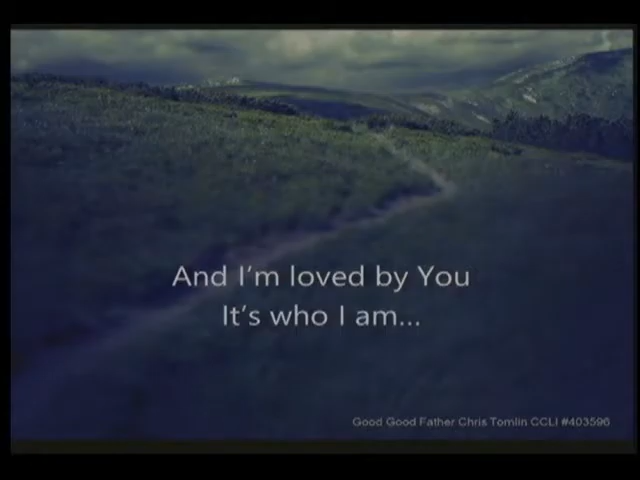 And I'm loved by You
It's who I am...
Good Good Father Chris Tomlin CCLI #403596